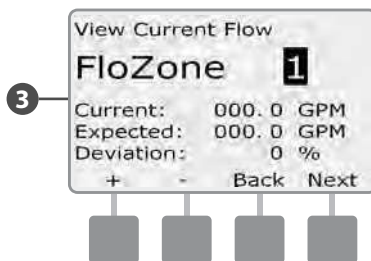 View Current Flow
FloZone 1
3
Current: 000. 0 GPM
Expected: 000. 0 GPM
Deviation: 0 %
+ - Back Next